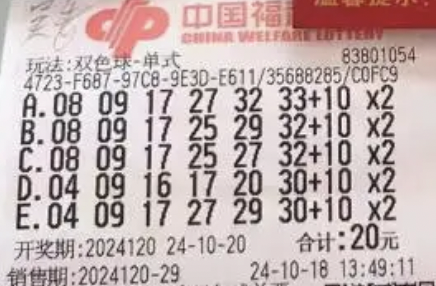 中国福
温馨提示
CHINA WELFARE LOTTERY
玩法:双色球-单式 83801054
4723-F687-97C8-9E3D-E611/35688285/C0FC9
A.08 09 17 27 32 33+10 x2
B.08 09 17 25 29 32+10 x2
C.08 09 17 25 27 32+10 x2
D.04 09 16 17 20 30+10 x2
E.04 09 17 27 29 30+10 x2
开奖期:2024120 24-10-20 合计:20元
销售期:2024120-29 24-10-18 13:49:11